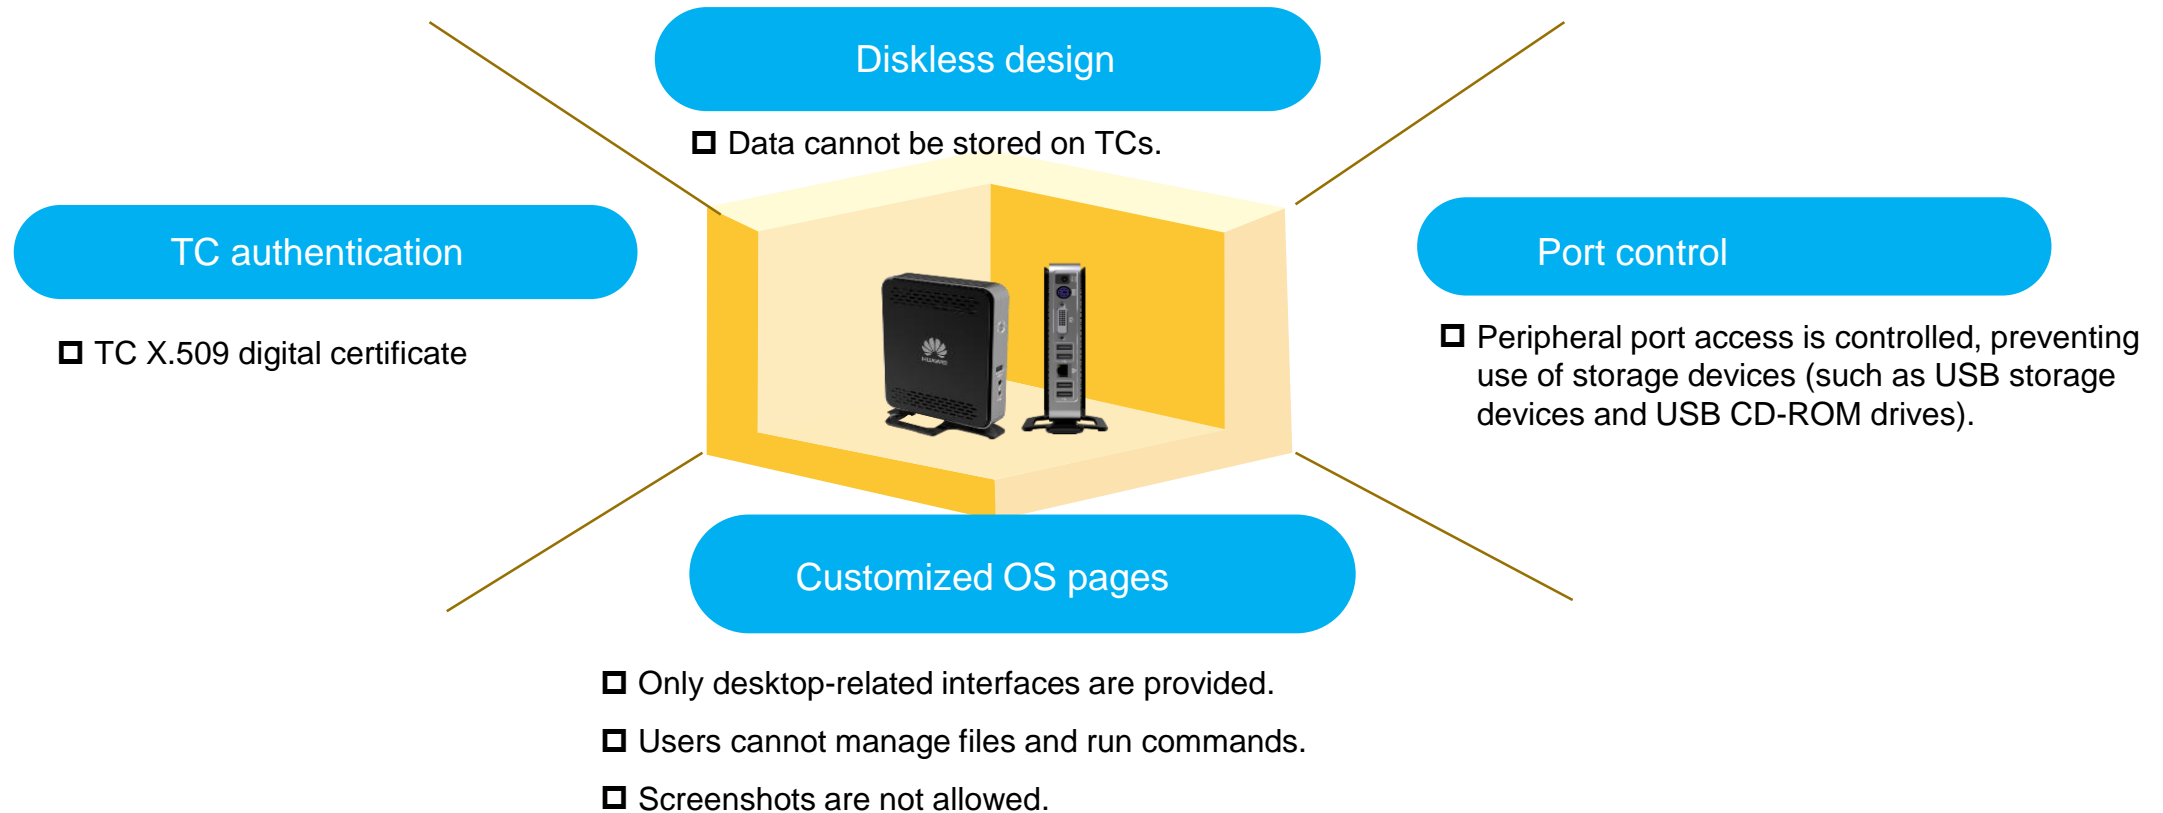 Diskless design
Data cannot be stored on TCs.
TC authentication
TC X.509 digital certificate
Port control
Peripheral port access is controlled, preventing
use of storage devices (such as USB storage
devices and USB CD-ROM drives).
HUAWEI
Customized OS pages
Only desktop-related interfaces are provided.
Users cannot manage files and run commands.
Screenshots are not allowed.